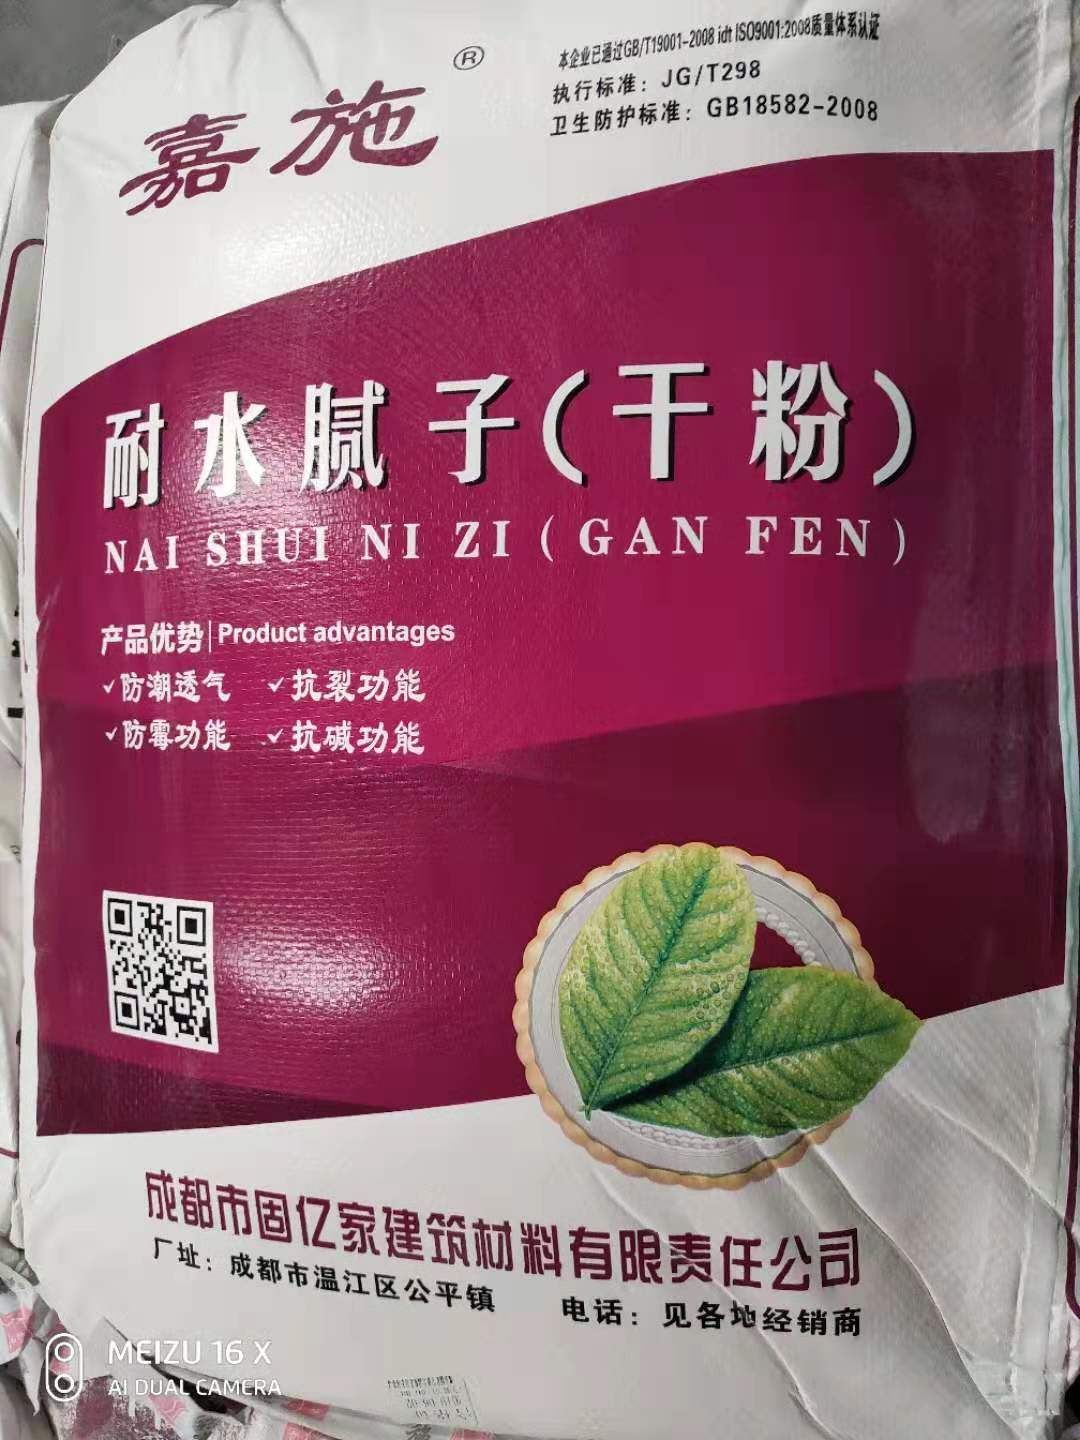 嘉施®
本企业已通过GB/T19001-2008 idt ISO9001:2008质量体系认证
执行标准：JG/T298
卫生防护标准：GB18582-2008
耐水腻子(干粉)
NAI SHUI NI ZI (GAN FEN)
产品优势|Product advantages
✓防潮透气 ✓抗裂功能
✓防霉功能 ✓抗碱功能
成都市固亿家建筑材料有限责任公司
厂址：成都市温江区公平镇 电话：见各地经销商
MEIZU 16 X
AI DUAL CAMERA